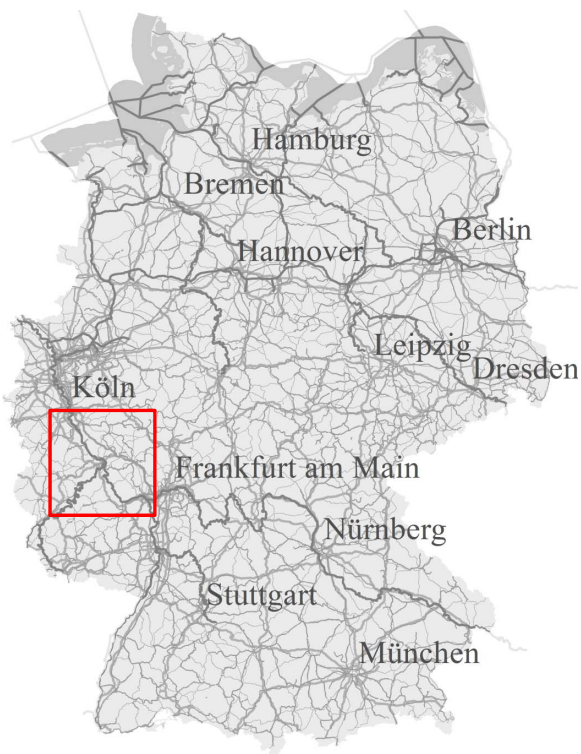 Hamburg
Bremen
Berlin
Hannover
Leipzig
Dresden
Köln
Frankfurt am Main
Nürnberg
Stuttgart
München